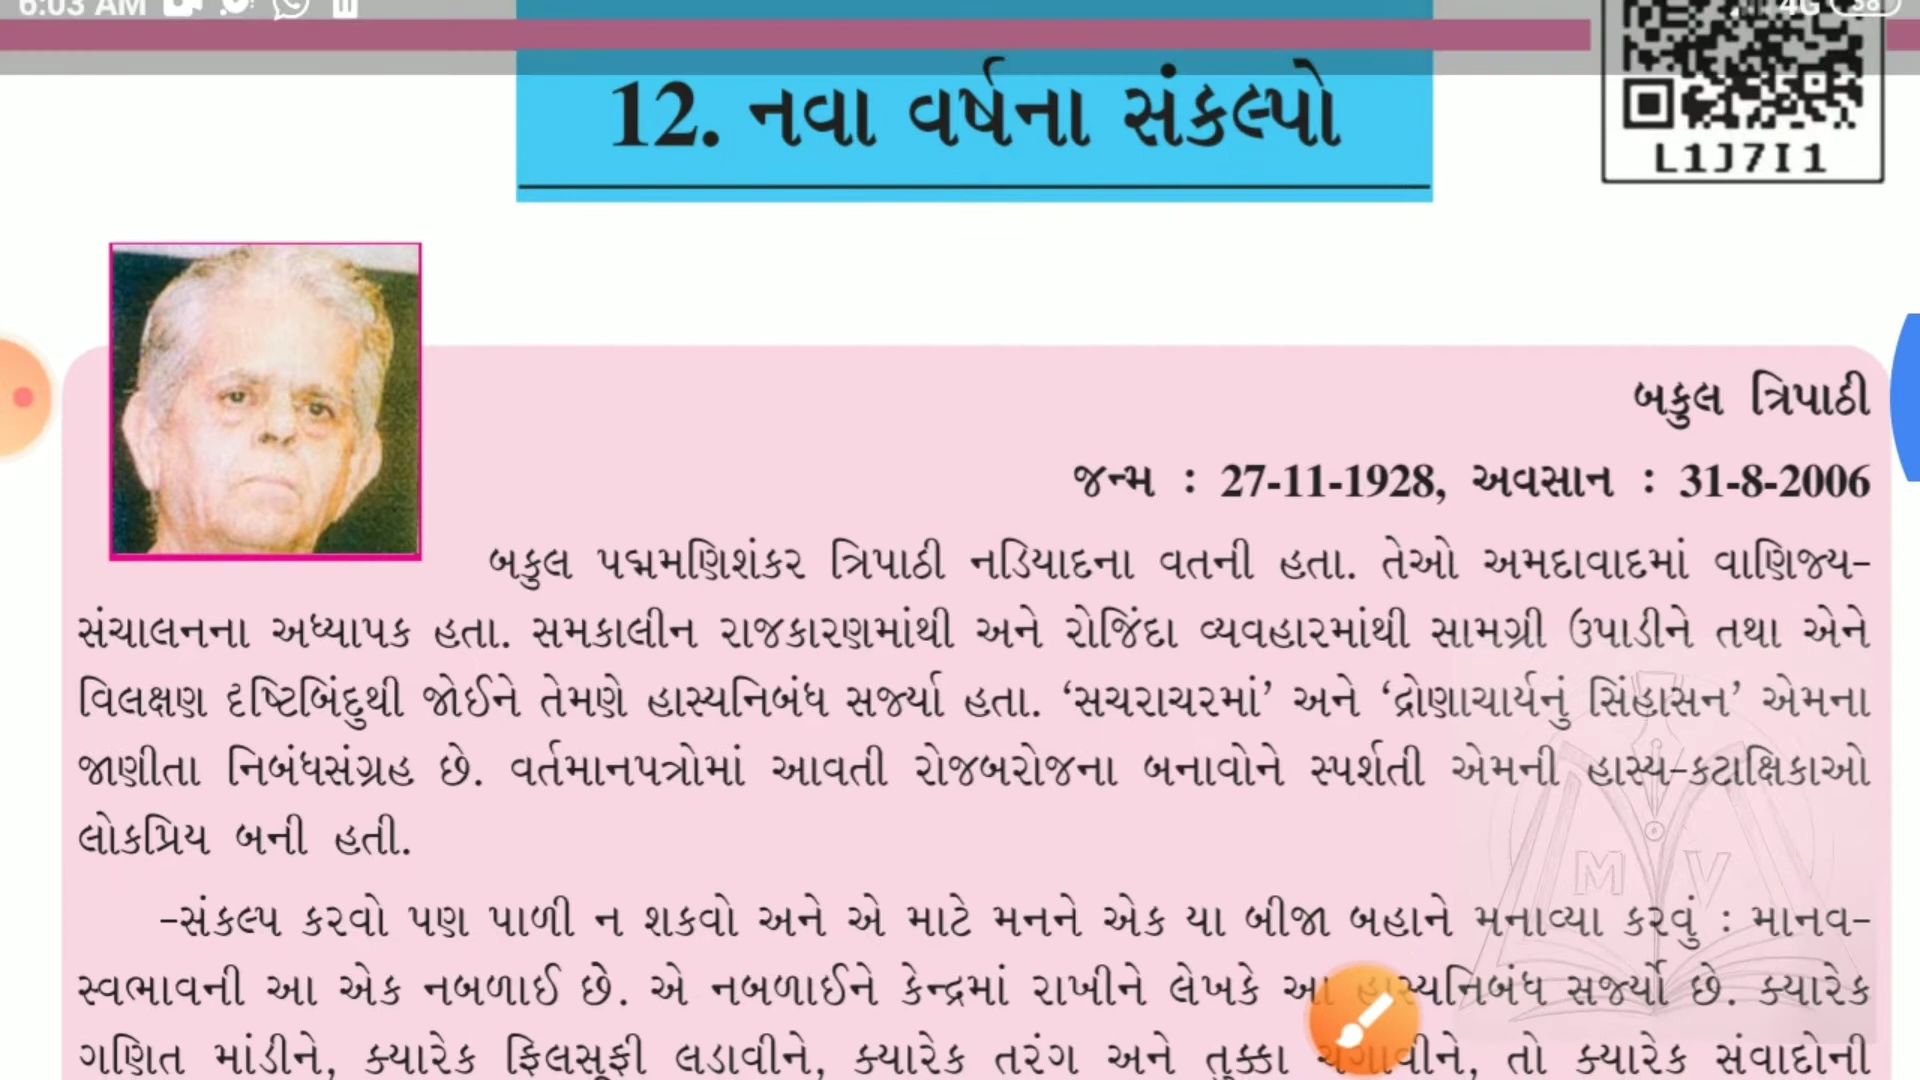 6:03 AM
4G 38
12. નવા વર્ષના સંકલ્પો
L1J7I1
બકુલ ત્રિપાઠી
જન્મ : 27-11-1928, અવસાન : 31-8-2006
બકુલ પદ્મમણિશંકર ત્રિપાઠી નડિયાદના વતની હતા. તેઓ અમદાવાદમાં વાણિજ્ય-
સંચાલનના અધ્યાપક હતા. સમકાલીન રાજકારણમાંથી અને રોજિંદા વ્યવહારમાંથી સામગ્રી ઉપાડીને તથા એને
વિલક્ષણ દૃષ્ટિબિંદુથી જોઈને તેમણે હાસ્યનિબંધ સર્જ્યા હતા. ‘સચરાચરમાં’ અને ‘દ્રોણાચાર્યનું સિંહાસન’ એમના
જાણીતા નિબંધસંગ્રહ છે. વર્તમાનપત્રોમાં આવતી રોજબરોજના બનાવોને સ્પર્શતી એમની હાસ્ય-કટાક્ષિકાઓ
લોકપ્રિય બની હતી.
-સંકલ્પ કરવો પણ પાળી ન શકવો અને એ માટે મનને એક યા બીજા બહાને મનાવ્યા કરવું : માનવ-
સ્વભાવની આ એક નબળાઈ છે. એ નબળાઈને કેન્દ્રમાં રાખીને લેખકે આ હાસ્યનિબંધ સર્જ્યો છે. ક્યારેક
ગણિત માંડીને, ક્યારેક ફિલસૂફી લડાવીને, ક્યારેક તરંગ અને તુક્કા ચગાવીને, તો ક્યારેક સંવાદોની
M V